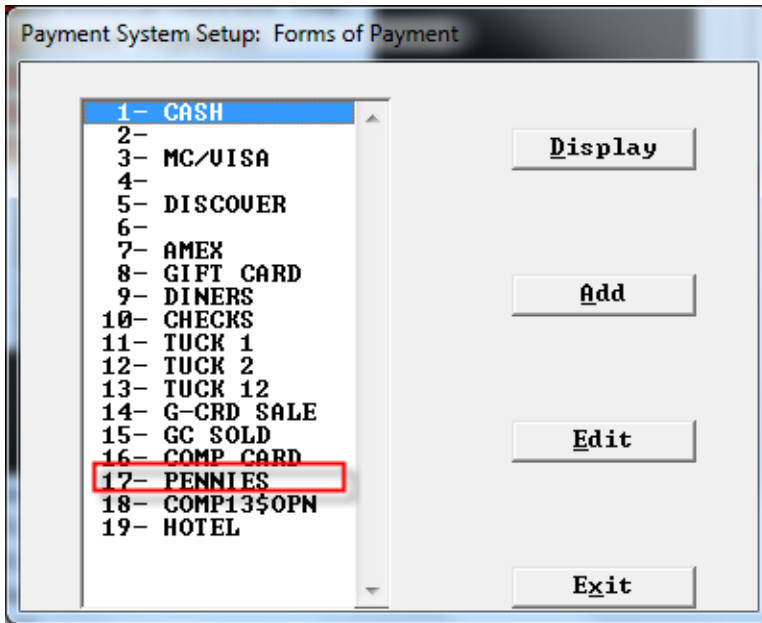 Payment System Setup: Forms of Payment
1- CASH
2-
3- MC/VISA
4-
5- DISCOVER
6-
7- AMEX
8- GIFT CARD
9- DINERS
10- CHECKS
11- TUCK 1
12- TUCK 2
13- TUCK 12
14- G-CRD SALE
15- GC SOLD
16- COMP CARD
17- PENNIES
18- COMP13$OPN
19- HOTEL
Display
Add
Edit
Exit